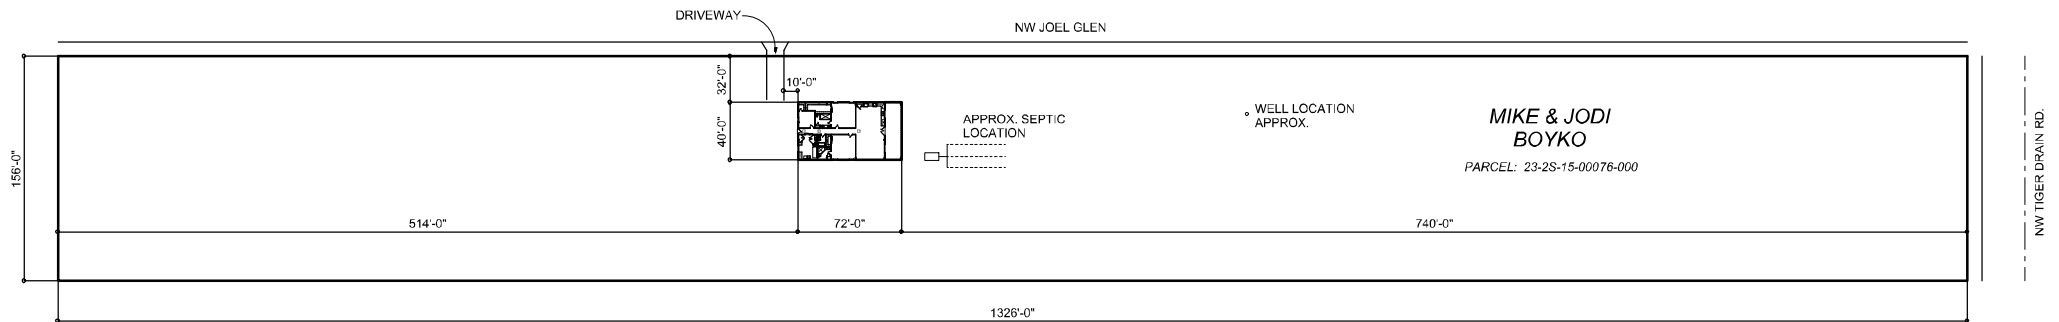 DRIVEWAY
NW JOEL GLEN
32'-0"
10'-0"
40'-0"
156'-0"
APPROX. SEPTIC
LOCATION
WELL LOCATION
APPROX.
MIKE & JODI
BOYKO
PARCEL: 23-2S-15-00076-000
NW TIGER DRAIN RD.
514'-0"
72'-0"
740'-0"
1326'-0"